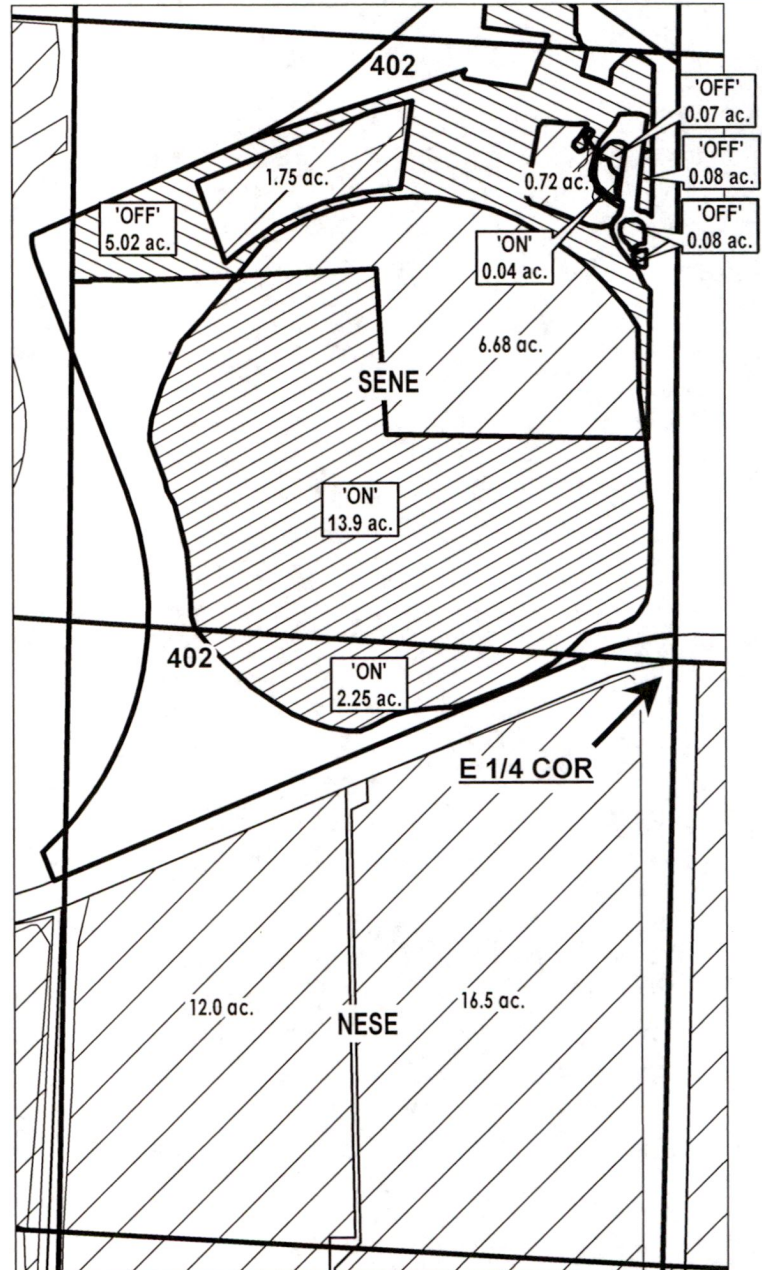 402
'OFF'
0.07 ac.
'OFF'
0.08 ac.
'OFF'
0.08 ac.
1.75 ac.
0.72 ac.
'OFF'
5.02 ac.
'ON'
0.04 ac.
6.68 ac.
SENE
'ON'
13.9 ac.
402
'ON'
2.25 ac.
E 1/4 COR
12.0 ac.
16.5 ac.
NESE